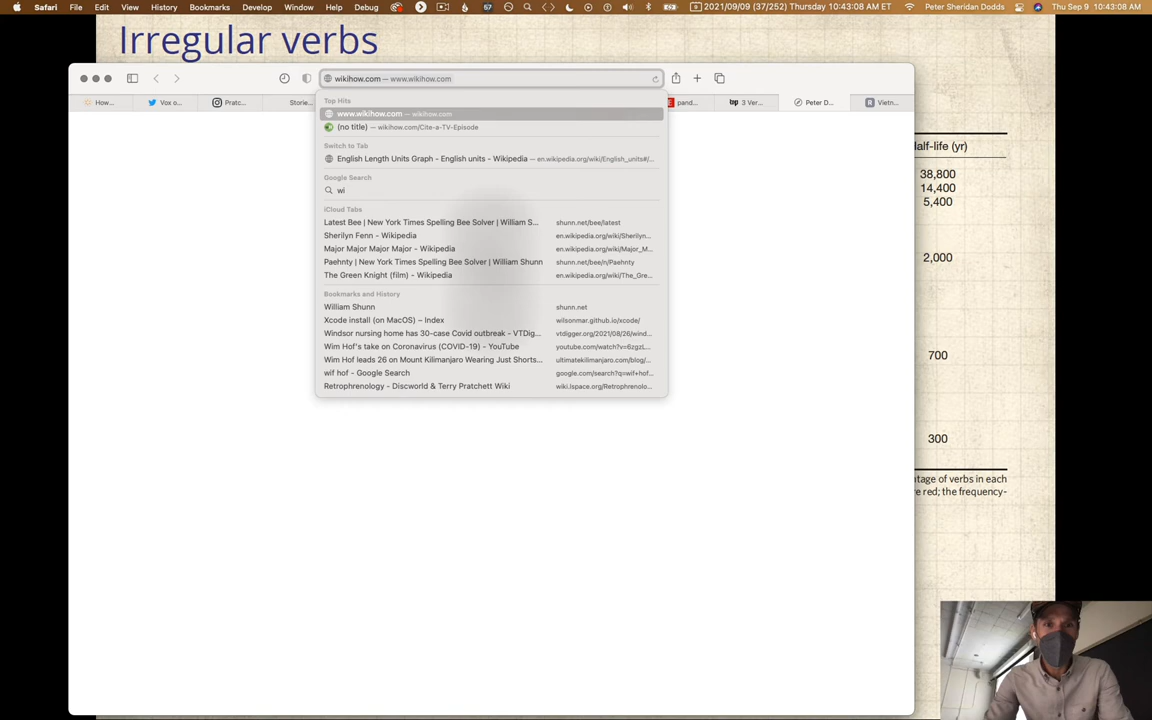 Safari File Edit View History Bookmarks Develop Window Help Debug 57 2021/09/09 (37/252) Thursday 10:43:08 AM ET Peter Sheridan Dodds Thu Sep 9 10:43:08 AM
Irregular verbs
wikihow.com — www.wikihow.com
How... Vox o... Pratc... Storie... pand... 3 Ver... Peter D... Vietn...
Top Hits
www.wikihow.com — wikihow.com
(no title) — wikihow.com/Cite-a-TV-Episode
Switch to Tab
English Length Units Graph - English units - Wikipedia — en.wikipedia.org/wiki/English_units#/...
Google Search
wi
iCloud Tabs
Latest Bee | New York Times Spelling Bee Solver | William S... shunn.net/bee/latest
Sherilyn Fenn - Wikipedia en.wikipedia.org/wiki/Sherilyn...
Major Major Major Major - Wikipedia en.wikipedia.org/wiki/Major_M...
Paehnty | New York Times Spelling Bee Solver | William Shunn shunn.net/bee/n/Paehnty
The Green Knight (film) - Wikipedia en.wikipedia.org/wiki/The_Gre...
Bookmarks and History
William Shunn shunn.net
Xcode install (on MacOS) – Index wilsonmar.github.io/xcode/
Windsor nursing home has 30-case Covid outbreak - VTDig... vtdigger.org/2021/08/26/wind...
Wim Hof's take on Coronavirus (COVID-19) - YouTube youtube.com/watch?v=6zgzL...
Wim Hof leads 26 on Mount Kilimanjaro Wearing Just Shorts... ultimatekilimanjaro.com/blog/...
wif hof - Google Search google.com/search?q=wif+hof...
Retrophrenology - Discworld & Terry Pratchett Wiki wiki.lspace.org/Retrophrenolo...
Half-life (yr)
38,800
14,400
5,400
2,000
700
300
ntage of verbs in each
re red; the frequency-